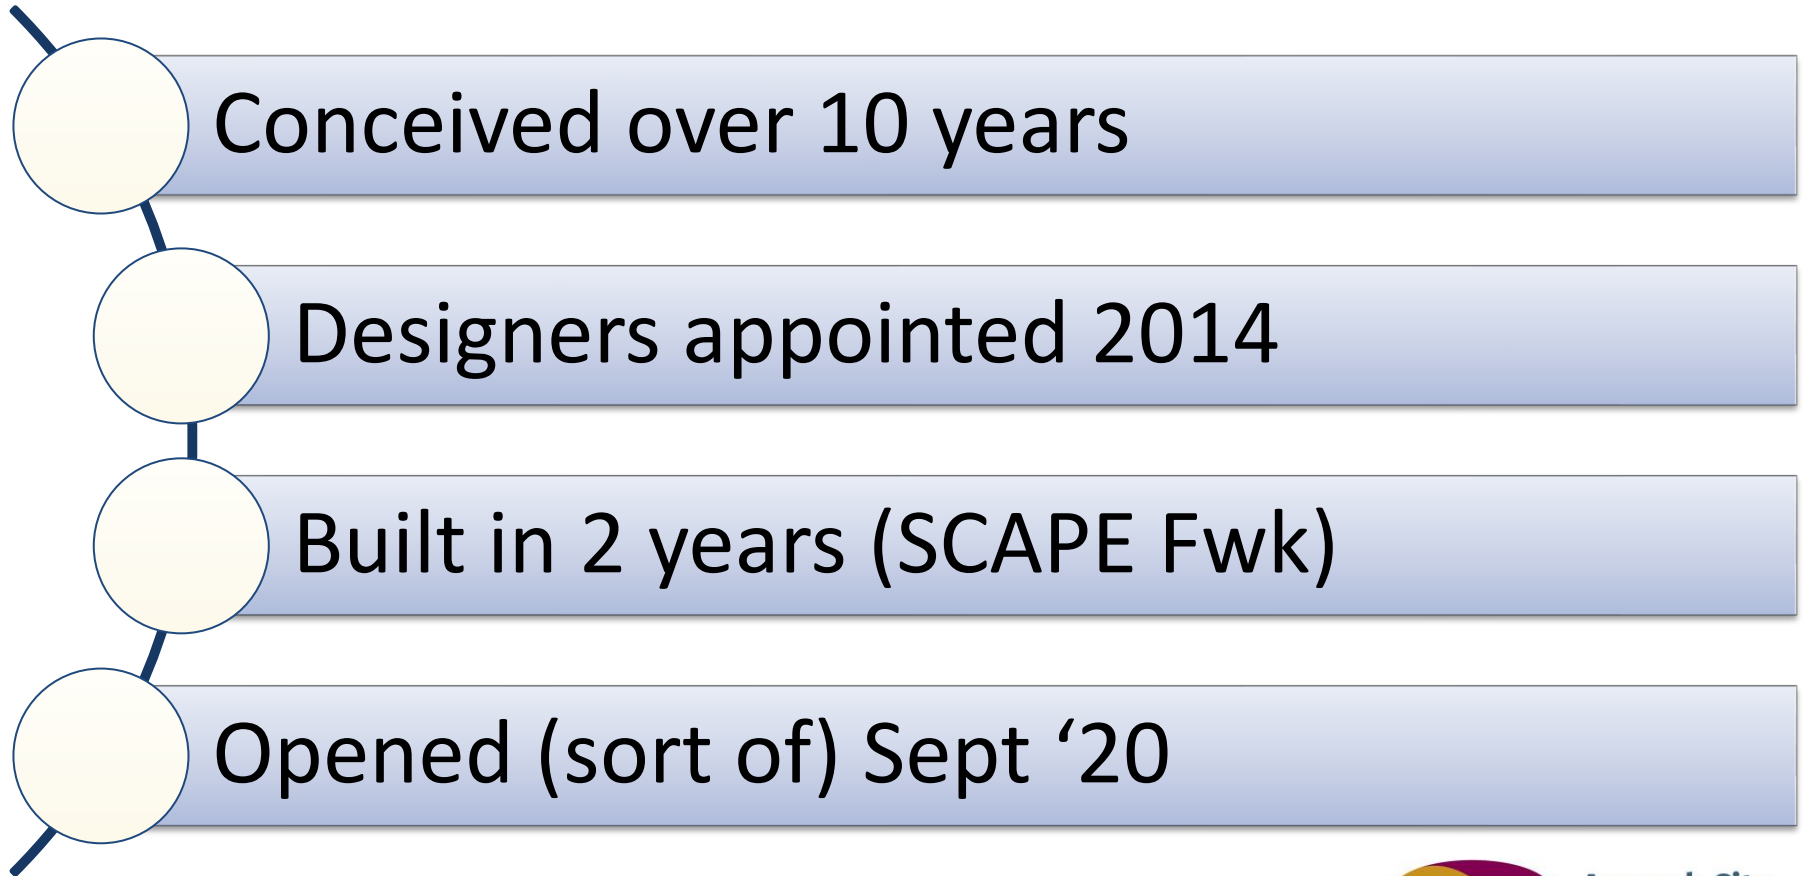 Conceived over 10 years
Designers appointed 2014
Built in 2 years (SCAPE Fwk)
Opened (sort of) Sept ‘20